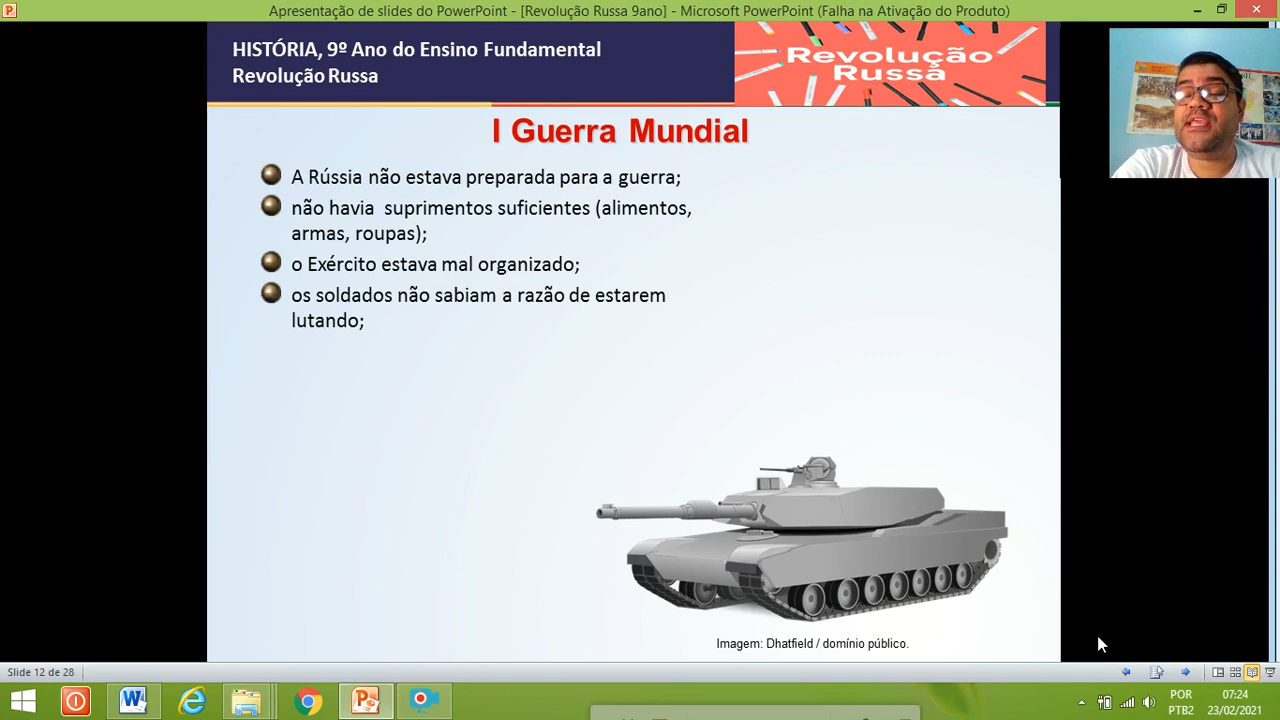 Apresentação de slides do PowerPoint - [Revolução Russa 9ano] - Microsoft PowerPoint (Falha na Ativação do Produto)
HISTÓRIA, 9º Ano do Ensino Fundamental
Revolução Russa
Revolução
Russa
I Guerra Mundial
A Rússia não estava preparada para a guerra;
não havia suprimentos suficientes (alimentos,
armas, roupas);
o Exército estava mal organizado;
os soldados não sabiam a razão de estarem
lutando;
Imagem: Dhatfield / domínio público.
Slide 12 de 28
POR
PTB2
07:24
23/02/2021